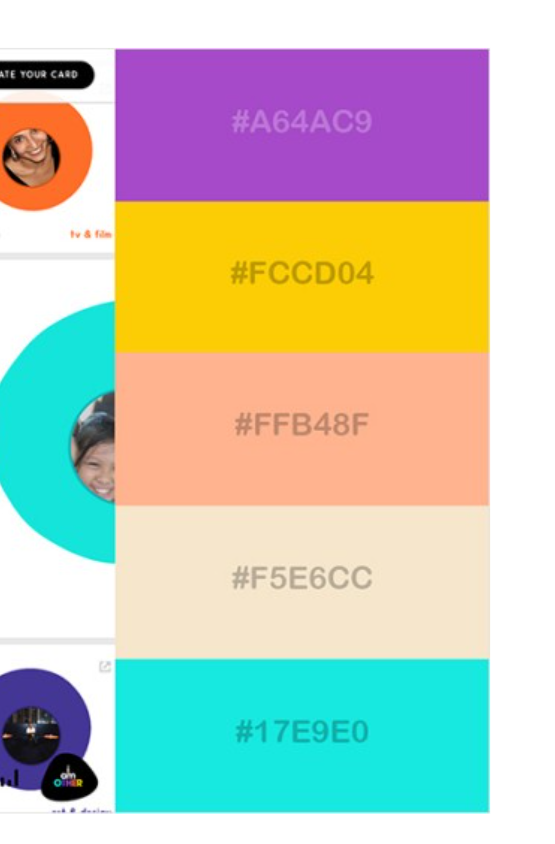 ATE YOUR CARD
tv & film
i
am
OTHER
art & design
#A64AC9
#FCCD04
#FFB48F
#F5E6CC
#17E9E0